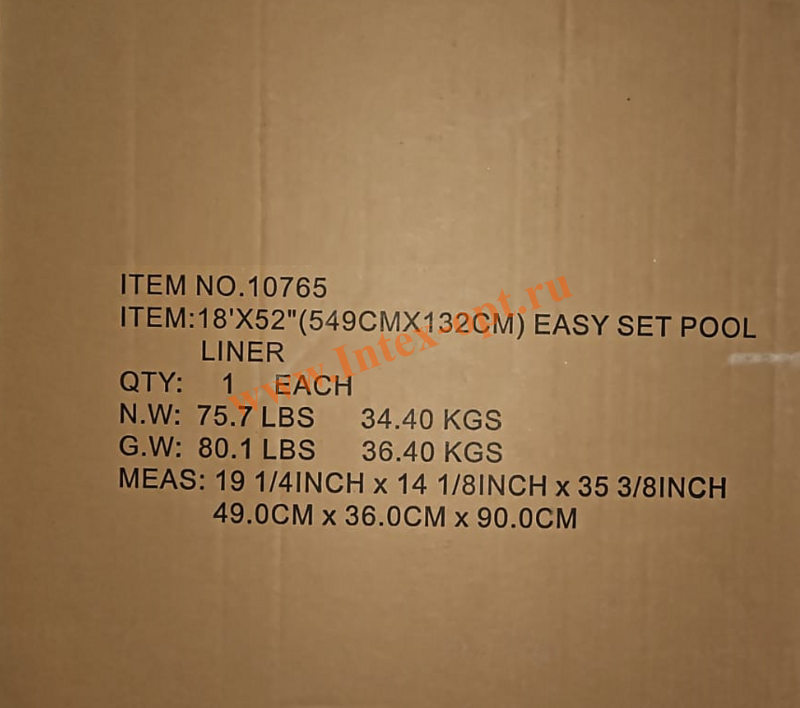 ITEM NO.10765
ITEM:18'X52"(549CMX132CM) EASY SET POOL
LINER
QTY: 1 EACH
N.W: 75.7 LBS 34.40 KGS
G.W: 80.1 LBS 36.40 KGS
MEAS: 19 1/4INCH x 14 1/8INCH x 35 3/8INCH
49.0CM x 36.0CM x 90.0CM
www.Intex-opt.ru